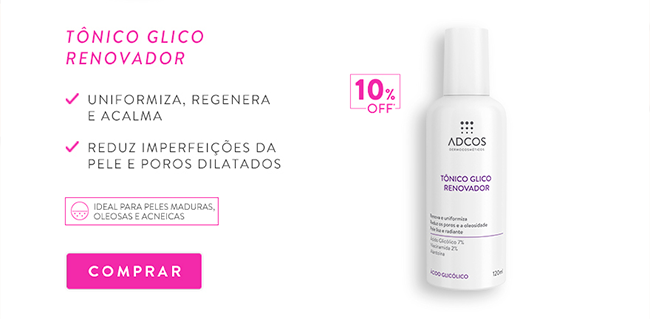 TÔNICO GLICO
RENOVADOR
UNIFORMIZA, REGENERA
E ACALMA
REDUZ IMPERFEIÇÕES DA
PELE E POROS DILATADOS
IDEAL PARA PELES MADURAS,
OLEOSAS E ACNEICAS
COMPRAR
10%
OFF*
ADCOS
DERMOCOSMÉTICOS
TÔNICO GLICO
RENOVADOR
Renova e uniformiza
Reduz os poros e a oleosidade
Pele lisa e radiante
Ácido Glicólico 7%
Niacinamida 2%
Alantoína
ÁCIDO GLICÓLICO
120ml